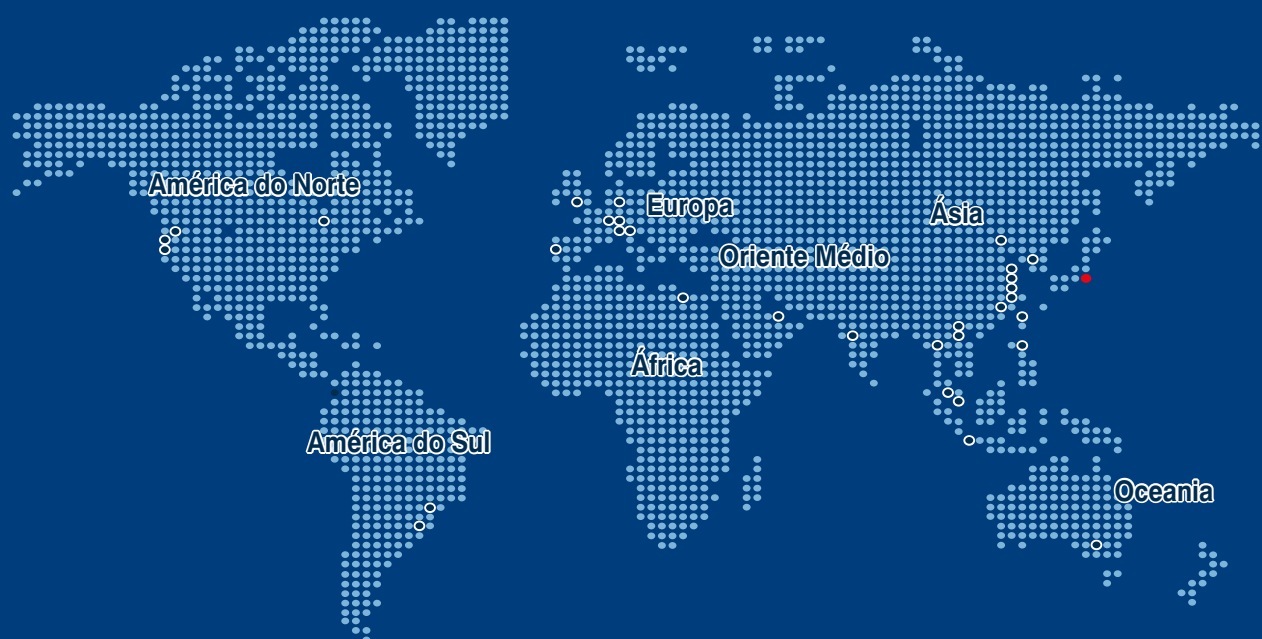 América do Norte
Europa
Ásia
Oriente Médio
África
América do Sul
Oceania